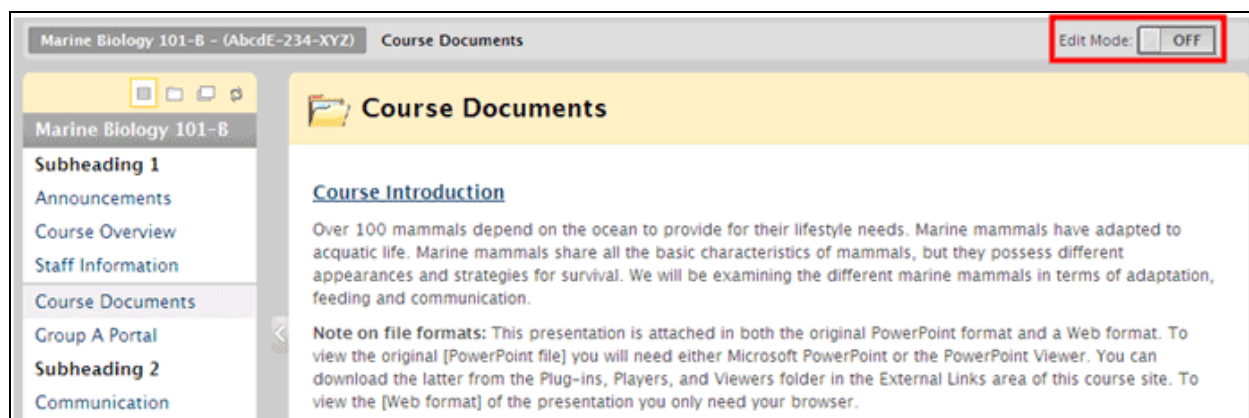 Marine Biology 101-B - (AbcdE-234-XYZ) Course Documents Edit Mode: OFF
Marine Biology 101-B
Subheading 1
Announcements
Course Overview
Staff Information
Course Documents
Group A Portal
Subheading 2
Communication
Course Documents
Course Introduction
Over 100 mammals depend on the ocean to provide for their lifestyle needs. Marine mammals have adapted to
acquatic life. Marine mammals share all the basic characteristics of mammals, but they possess different
appearances and strategies for survival. We will be examining the different marine mammals in terms of adaptation,
feeding and communication.
Note on file formats: This presentation is attached in both the original PowerPoint format and a Web format. To
view the original [PowerPoint file] you will need either Microsoft PowerPoint or the PowerPoint Viewer. You can
download the latter from the Plug-ins, Players, and Viewers folder in the External Links area of this course site. To
view the [Web format] of the presentation you only need your browser.